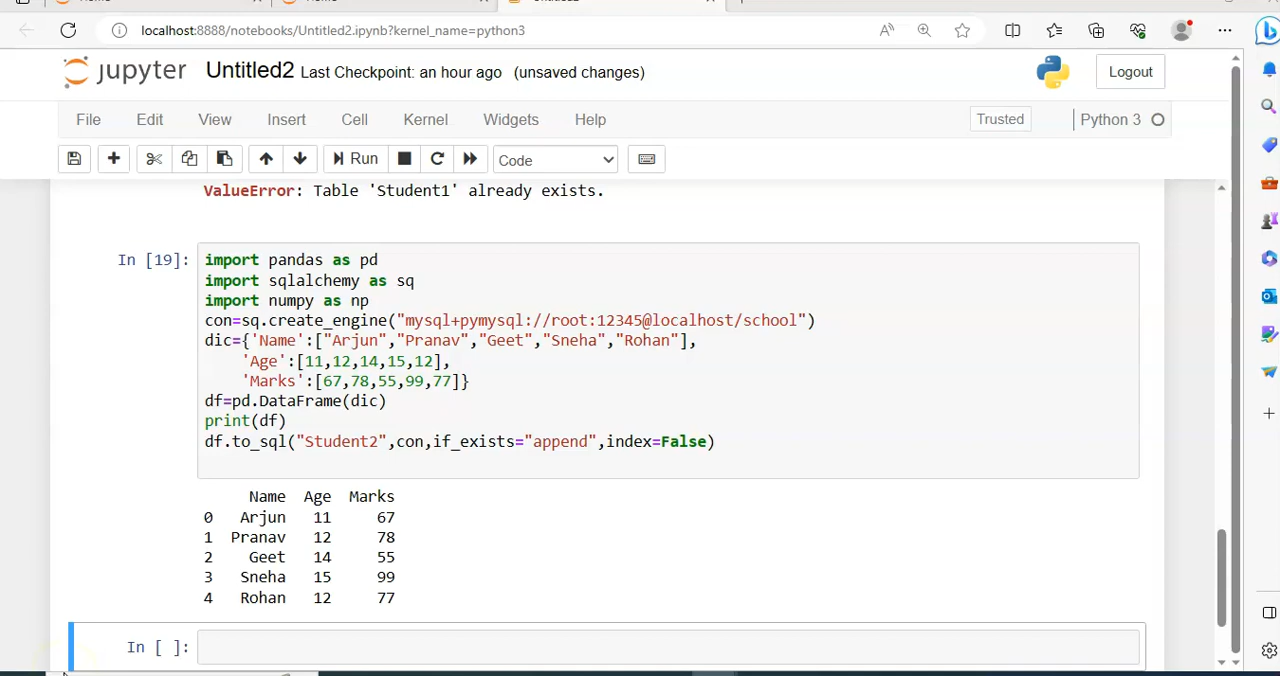 localhost:8888/notebooks/Untitled2.ipynb?kernel_name=python3
jupyter Untitled2 Last Checkpoint: an hour ago (unsaved changes) Logout
File Edit View Insert Cell Kernel Widgets Help Trusted Python 3
Run Code
ValueError: Table 'Student1' already exists.
In [19]: import pandas as pd
import sqlalchemy as sq
import numpy as np
con=sq.create_engine("mysql+pymysql://root:12345@localhost/school")
dic={'Name':["Arjun","Pranav","Geet","Sneha","Rohan"],
'Age':[11,12,14,15,12],
'Marks':[67,78,55,99,77]}
df=pd.DataFrame(dic)
print(df)
df.to_sql("Student2",con,if_exists="append",index=False)
Name Age Marks
0 Arjun 11 67
1 Pranav 12 78
2 Geet 14 55
3 Sneha 15 99
4 Rohan 12 77
In [ ]: